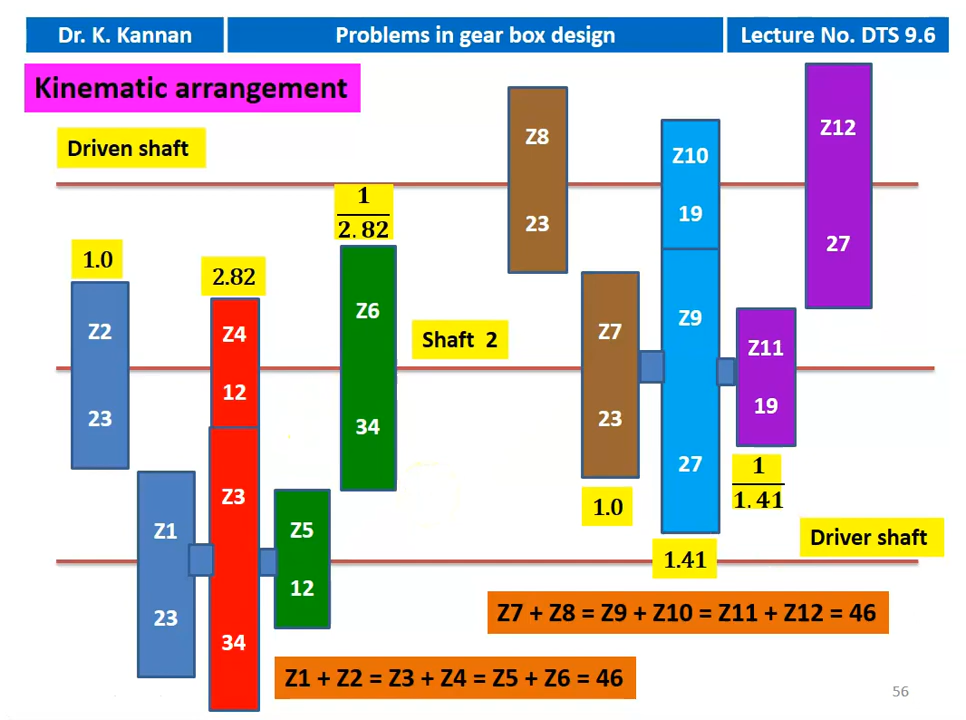 Dr. K. Kannan
Problems in gear box design
Lecture No. DTS 9.6
Kinematic arrangement
Driven shaft
1.0
Z2
23
Z1
23
2.82
Z4
12
Z3
34
Z5
12
1
2.82
Z6
34
Shaft 2
Z8
23
Z7
23
1.0
Z10
19
Z9
27
1.41
Z11
19
1
1.41
Z12
27
Driver shaft
Z7 + Z8 = Z9 + Z10 = Z11 + Z12 = 46
Z1 + Z2 = Z3 + Z4 = Z5 + Z6 = 46
56